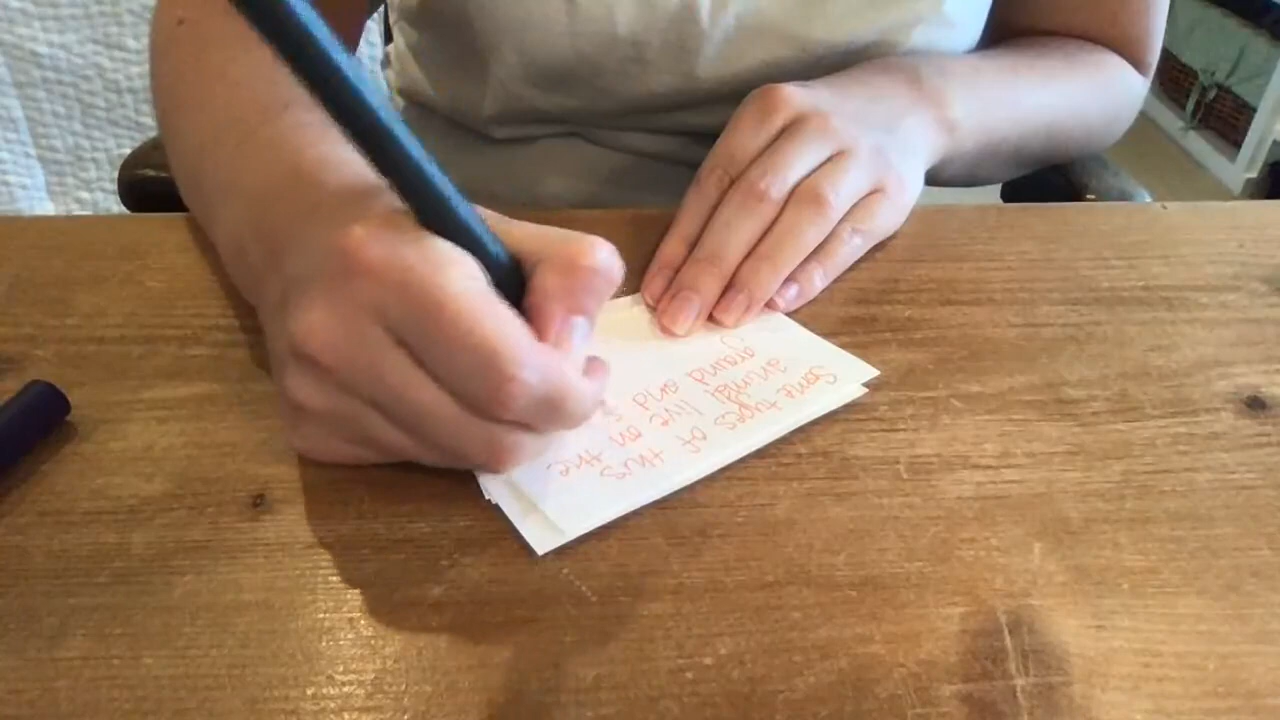 Some types of this
animal live on the
ground and s